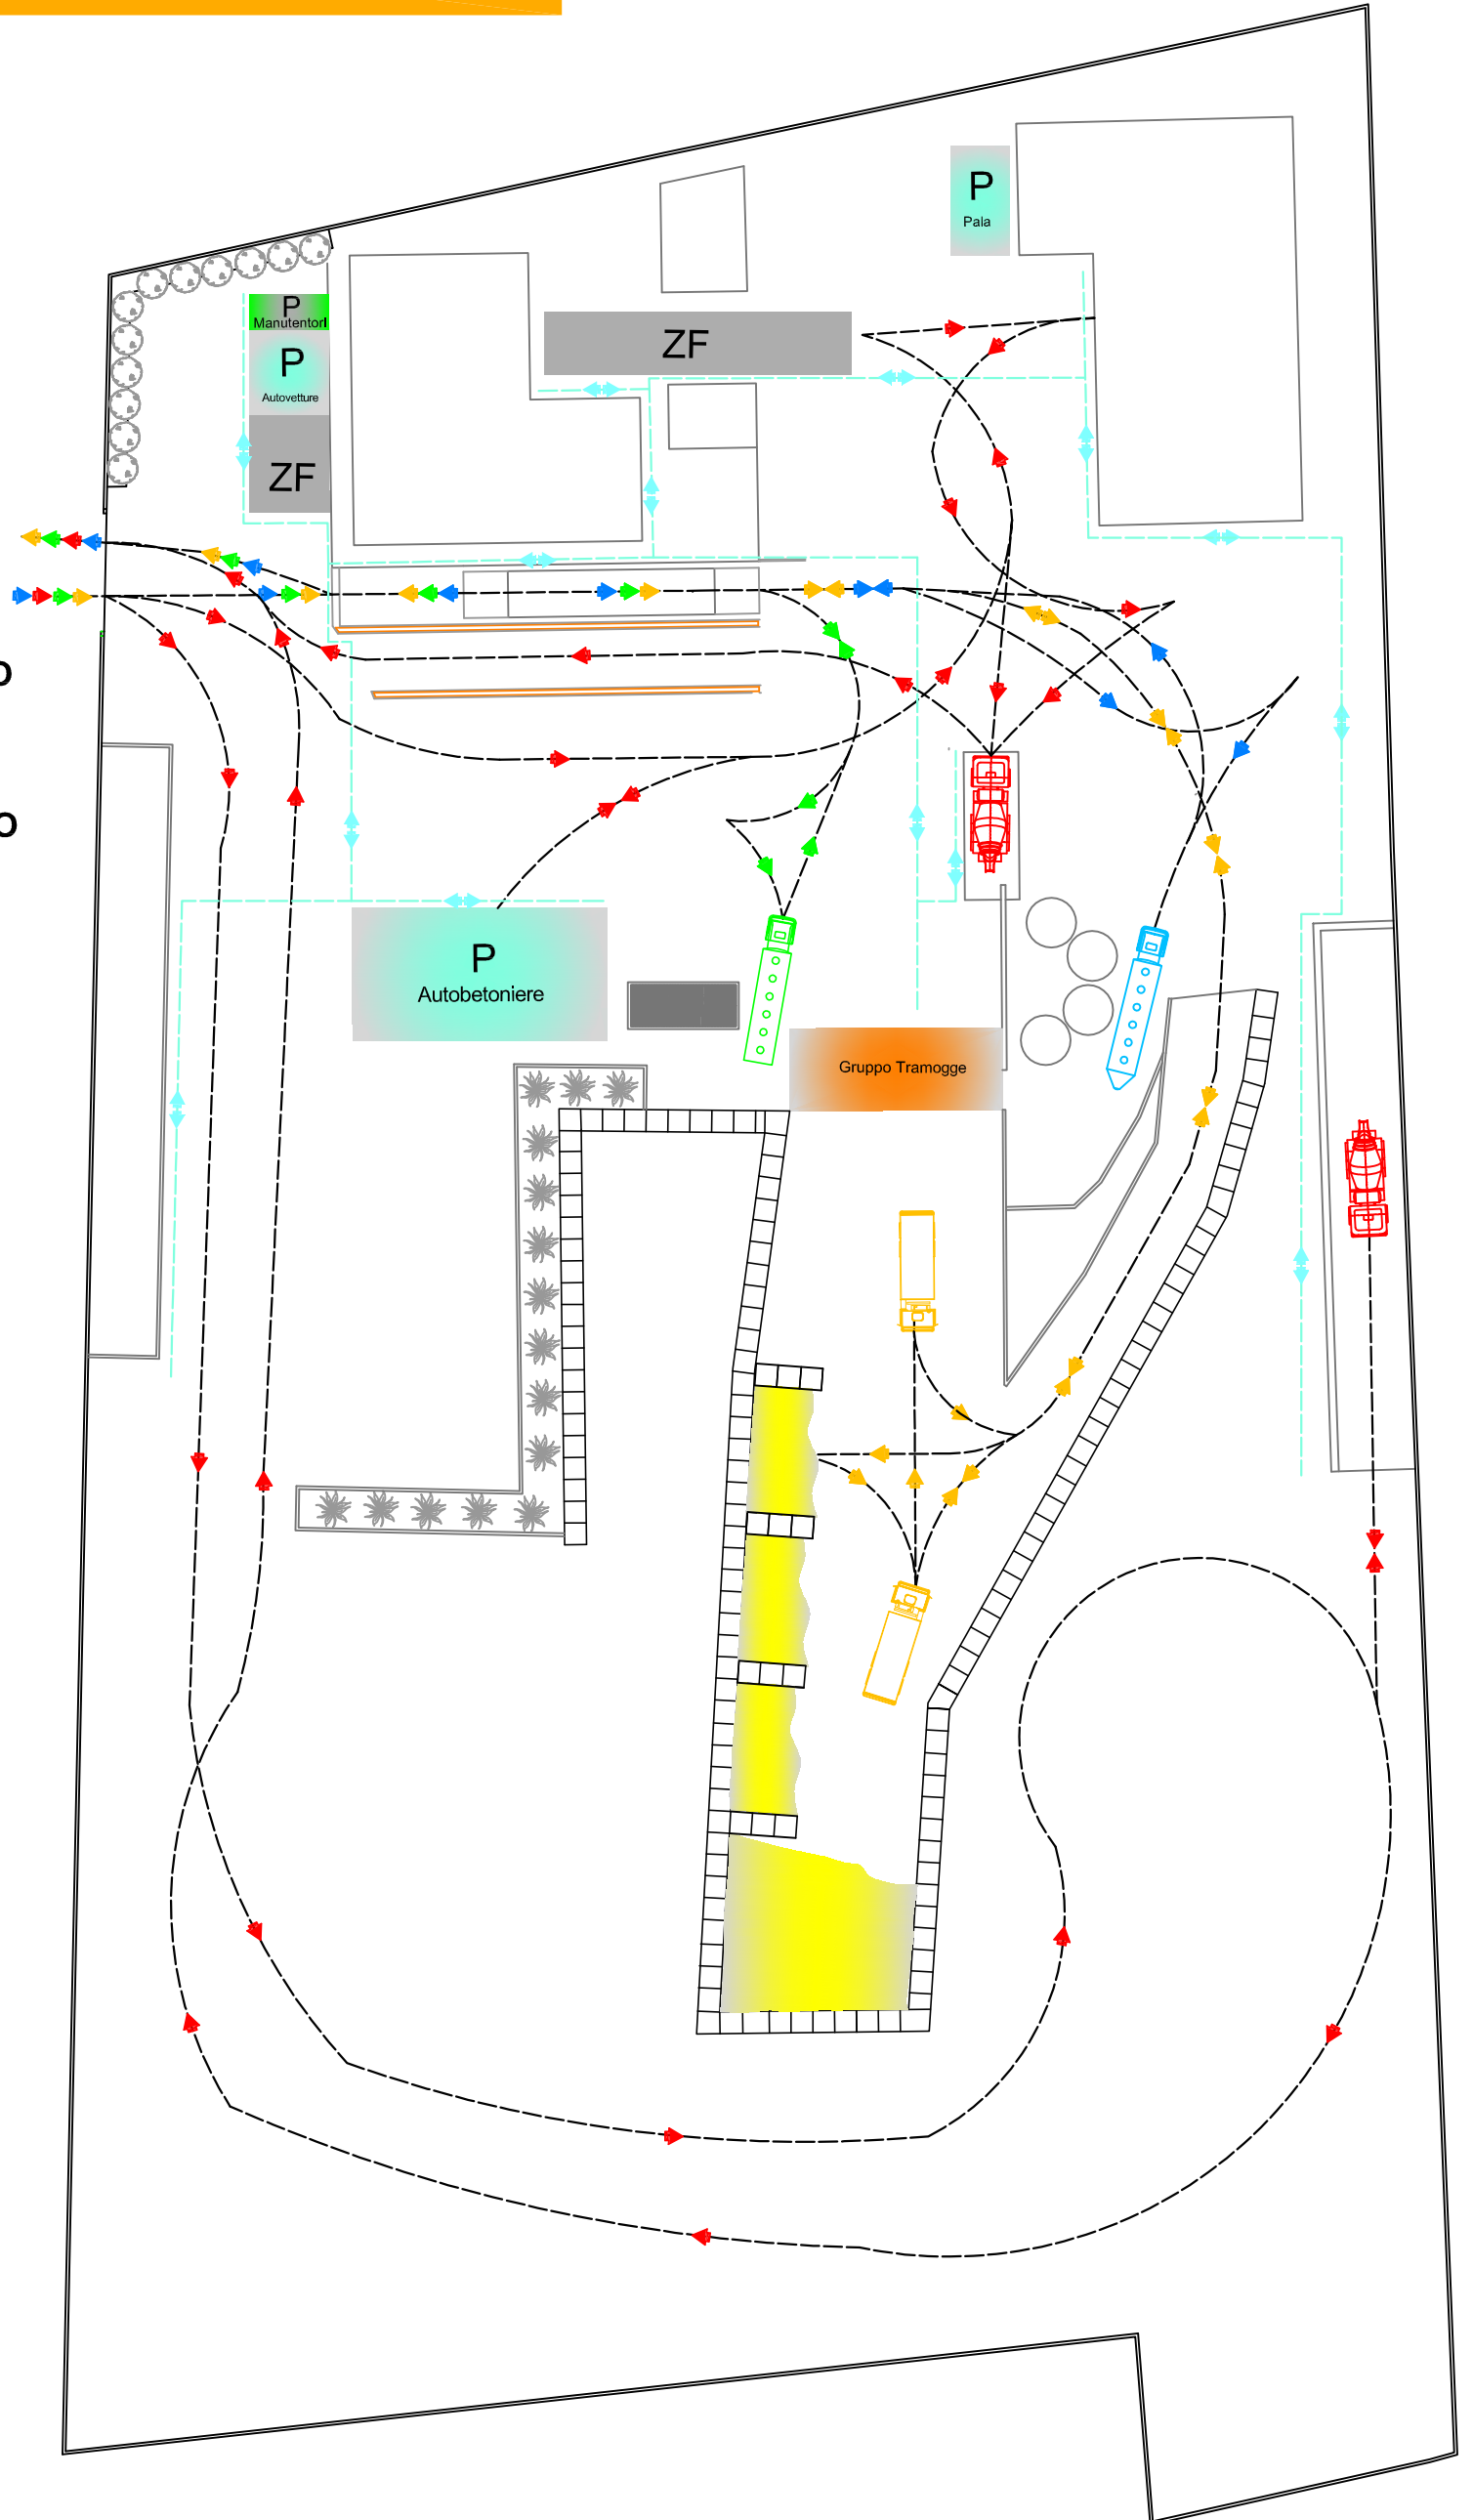 P
Pala
P
Manutentori
P
Autovetture
ZF
ZF
o
o
P
Autobetoniere
Gruppo Tramogge